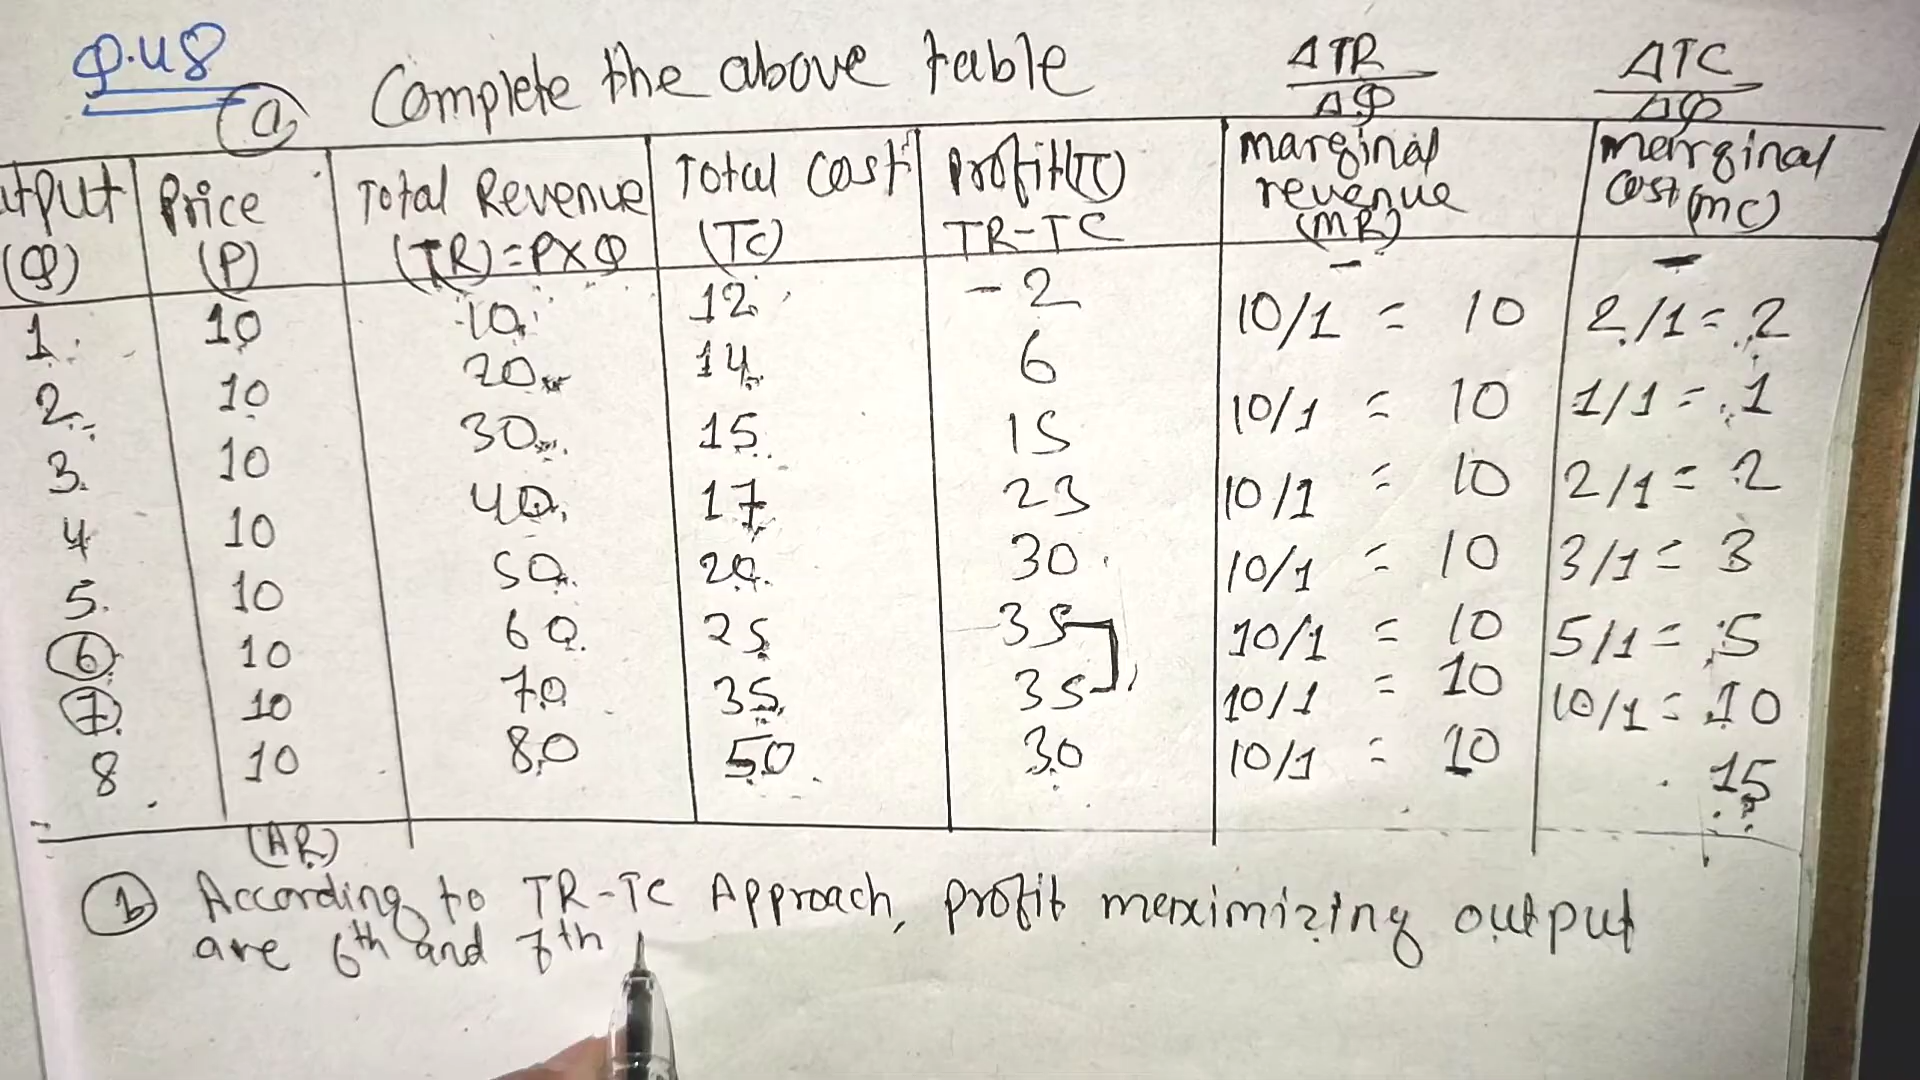 Q.48
(a) Complete the above table
ΔTR/ΔQ ΔTC/ΔQ
utput (Q) | Price (P) | Total Revenue (TR)=P×Q | Total Cost (TC) | Profit(π) TR-TC | marginal revenue (MR) | marginal cost(MC)
1. | 10 | 10 | 12 | -2 | - | -
2. | 10 | 20 | 14 | 6 | 10/1 = 10 | 2/1 = 2
3. | 10 | 30 | 15 | 15 | 10/1 = 10 | 1/1 = 1
4 | 10 | 40 | 17 | 23 | 10/1 = 10 | 2/1 = 2
5. | 10 | 50 | 20 | 30 | 10/1 = 10 | 3/1 = 3
6 | 10 | 60 | 25 | 35 | 10/1 = 10 | 5/1 = 5
7 | 10 | 70 | 35 | 35 | 10/1 = 10 | 10/1 = 10
8 | 10 | 80 | 50 | 30 | 10/1 = 10 | 15
(AR)
(b) According to TR-TC Approach, profit maximizing output
are 6th and 7th